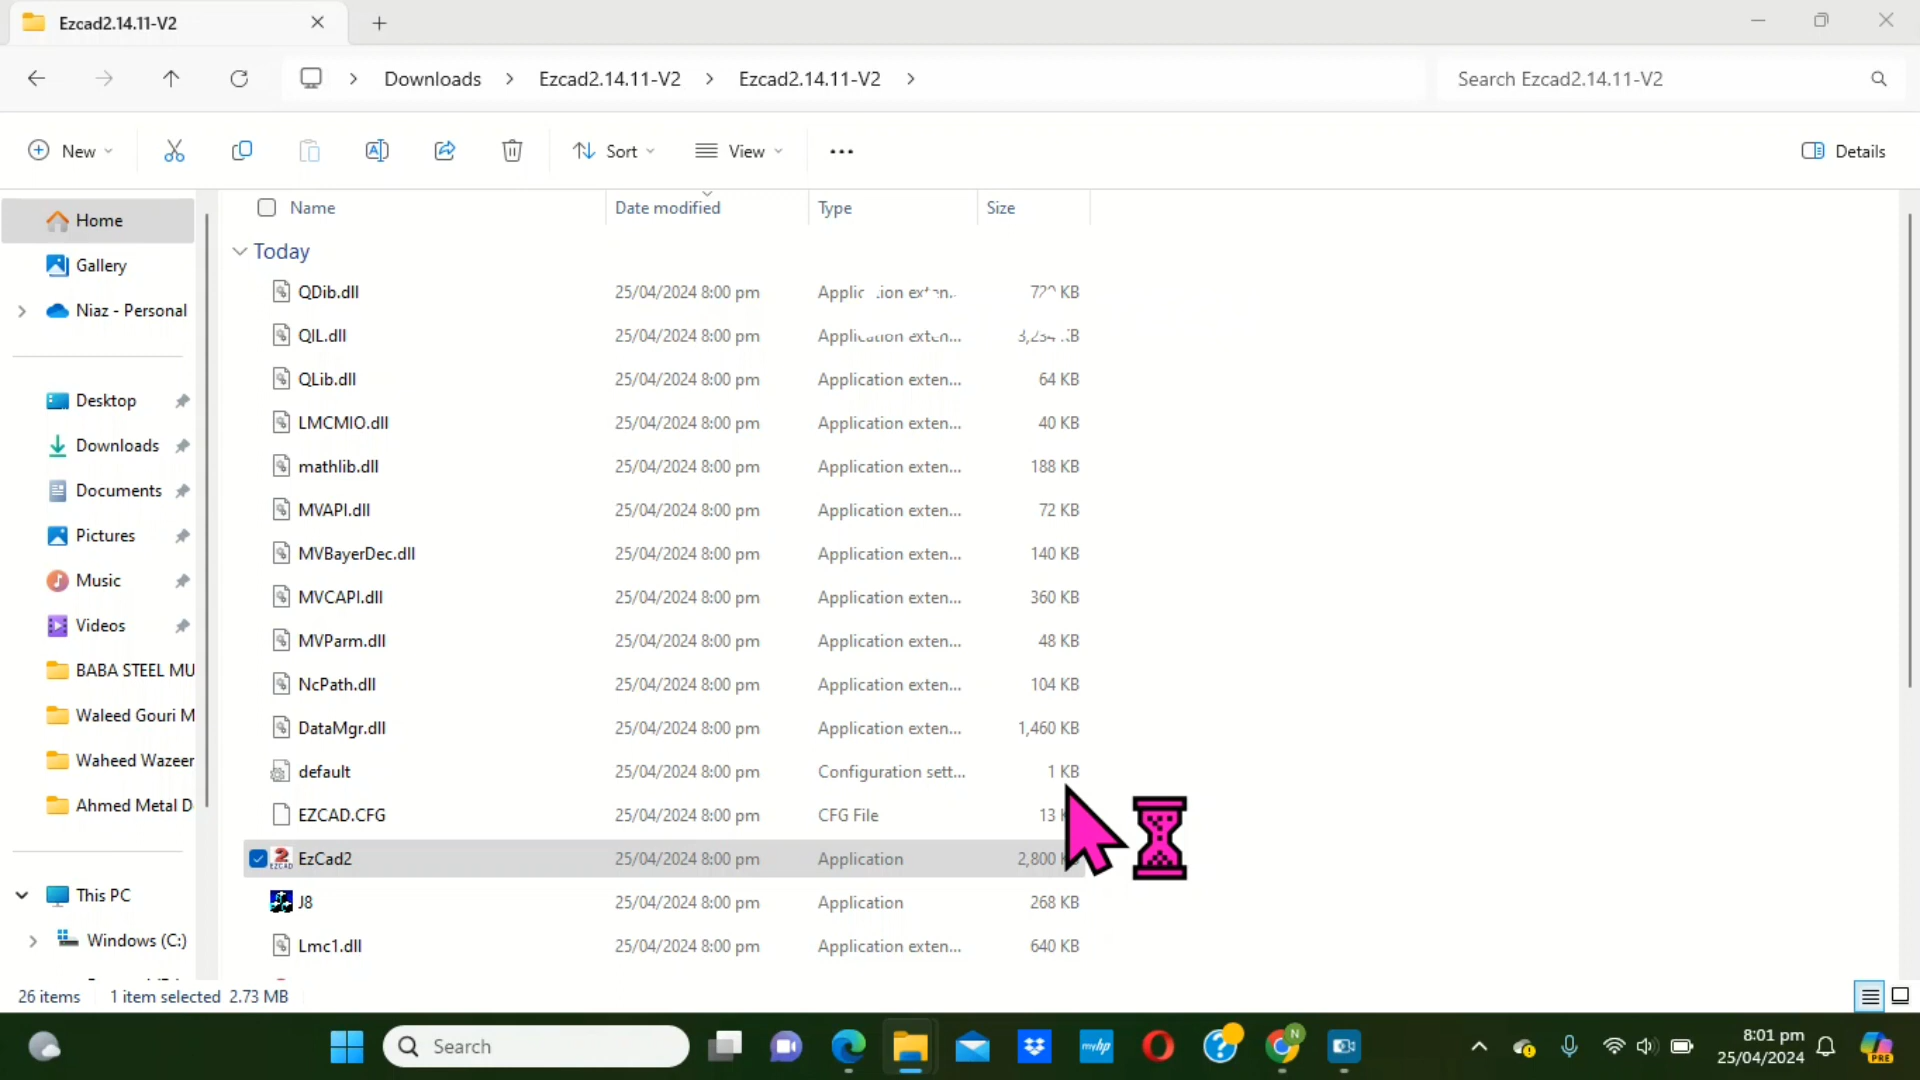 Ezcad2.14.11-V2
Downloads > Ezcad2.14.11-V2 > Ezcad2.14.11-V2 >
Search Ezcad2.14.11-V2
New
Sort
View
Details
Name Date modified Type Size
Home
Gallery
Niaz - Personal
Desktop
Downloads
Documents
Pictures
Music
Videos
BABA STEEL MU
Waleed Gouri M
Waheed Wazeer
Ahmed Metal D
This PC
Windows (C:)
Today
QDib.dll 25/04/2024 8:00 pm
QIL.dll 25/04/2024 8:00 pm
QLib.dll 25/04/2024 8:00 pm Application exten... 64 KB
LMCMIO.dll 25/04/2024 8:00 pm Application exten... 40 KB
mathlib.dll 25/04/2024 8:00 pm Application exten... 188 KB
MVAPI.dll 25/04/2024 8:00 pm Application exten... 72 KB
MVBayerDec.dll 25/04/2024 8:00 pm Application exten... 140 KB
MVCAPI.dll 25/04/2024 8:00 pm Application exten... 360 KB
MVParm.dll 25/04/2024 8:00 pm Application exten... 48 KB
NcPath.dll 25/04/2024 8:00 pm Application exten... 104 KB
DataMgr.dll 25/04/2024 8:00 pm Application exten... 1,460 KB
default 25/04/2024 8:00 pm Configuration sett... 1 KB
EZCAD.CFG 25/04/2024 8:00 pm CFG File 13
2 EZCAD EzCad2 25/04/2024 8:00 pm Application 2,800
J8 25/04/2024 8:00 pm Application 268 KB
Lmc1.dll 25/04/2024 8:00 pm Application exten... 640 KB
26 items 1 item selected 2.73 MB
Search
myhp
N
8:01 pm
25/04/2024
PRE